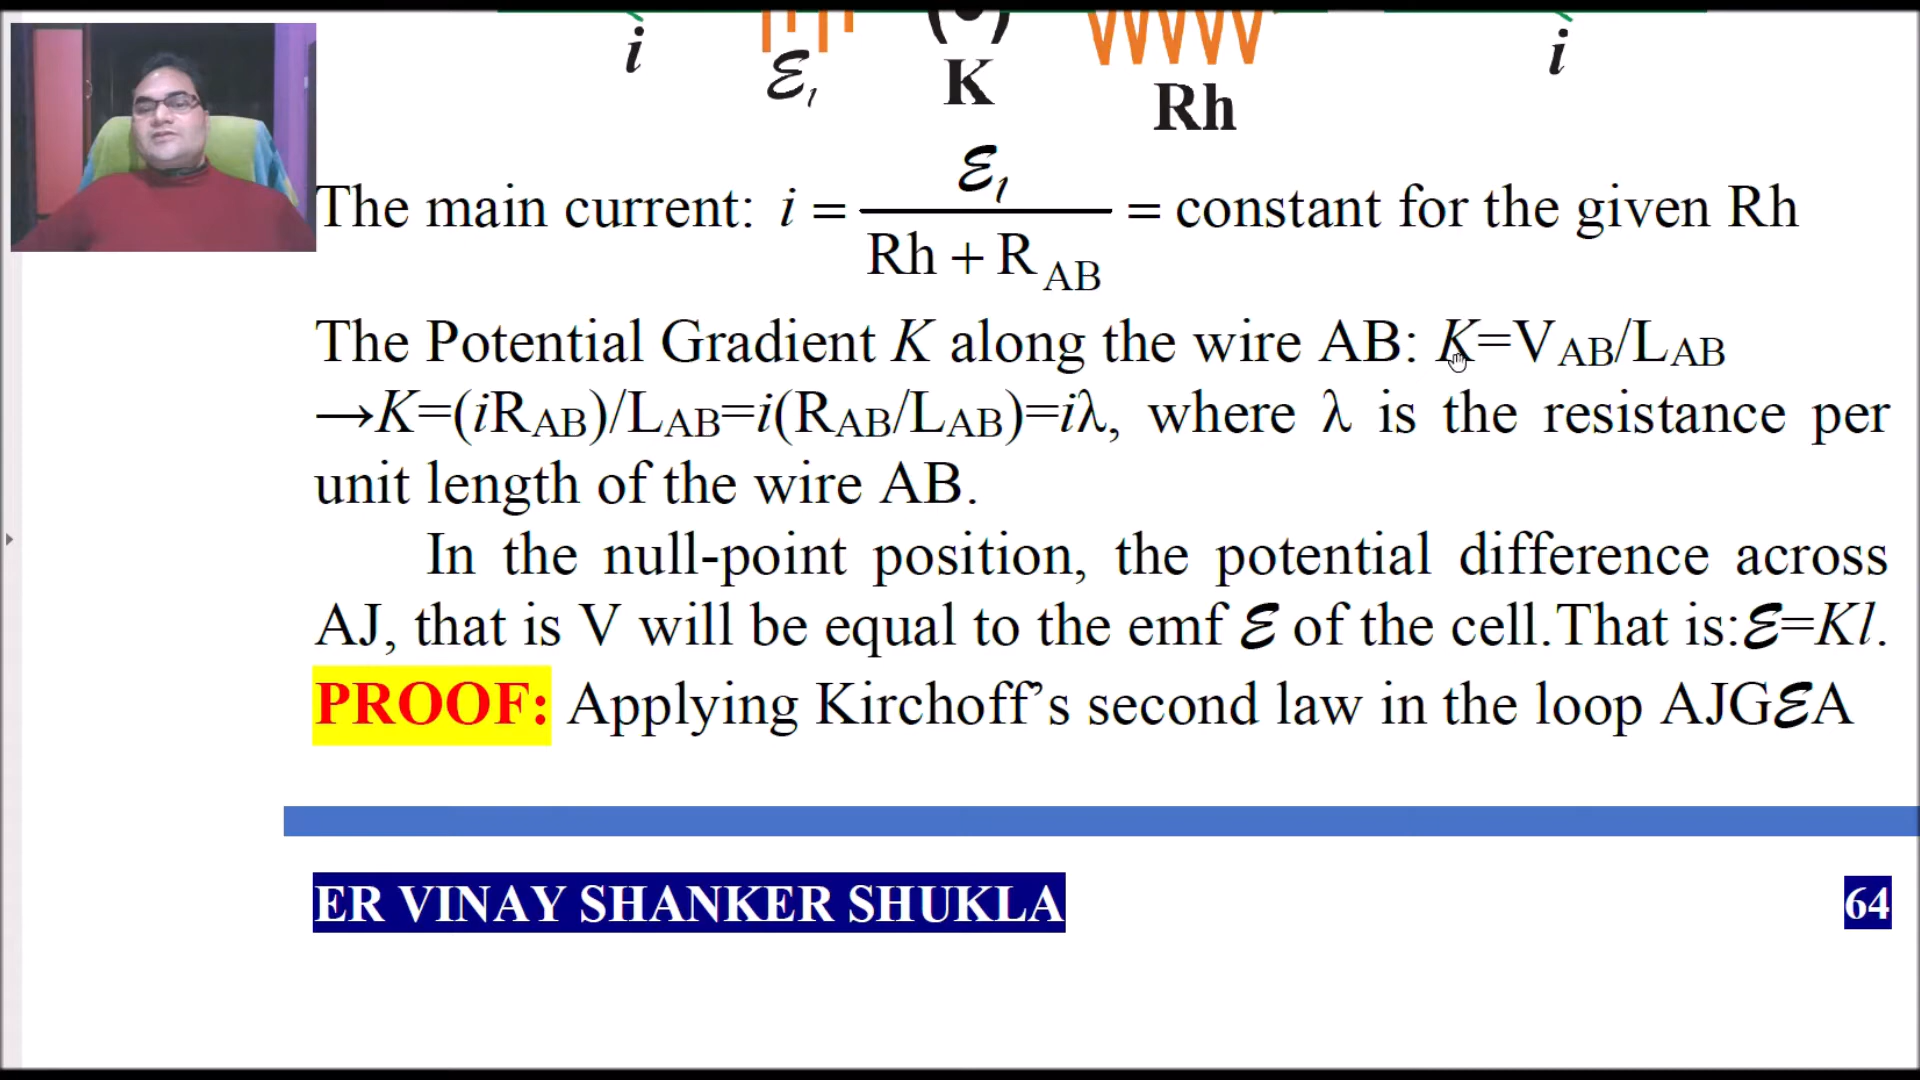 i ℰ₁ K Rh i
The main current: i = ℰ₁ / (Rh + R_AB) = constant for the given Rh
The Potential Gradient K along the wire AB: K=V_AB/L_AB
→K=(iR_AB)/L_AB=i(R_AB/L_AB)=iλ, where λ is the resistance per
unit length of the wire AB.
In the null-point position, the potential difference across
AJ, that is V will be equal to the emf ℰ of the cell.That is:ℰ=Kl.
PROOF: Applying Kirchoff’s second law in the loop AJGℰA
ER VINAY SHANKER SHUKLA 64